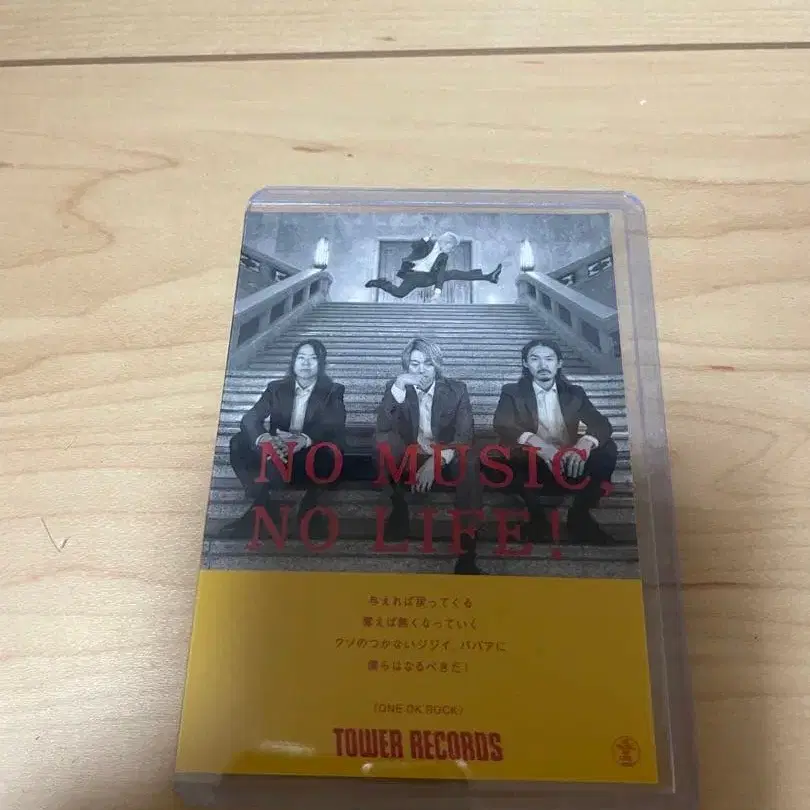 NO MUSIC,
NO LIFE!
与えれば戻ってくる
奪えば無くなっていく
ウソのつかないジジイ、ババアに
僕らはなるべきだ!
(ONE OK ROCK)
TOWER RECORDS